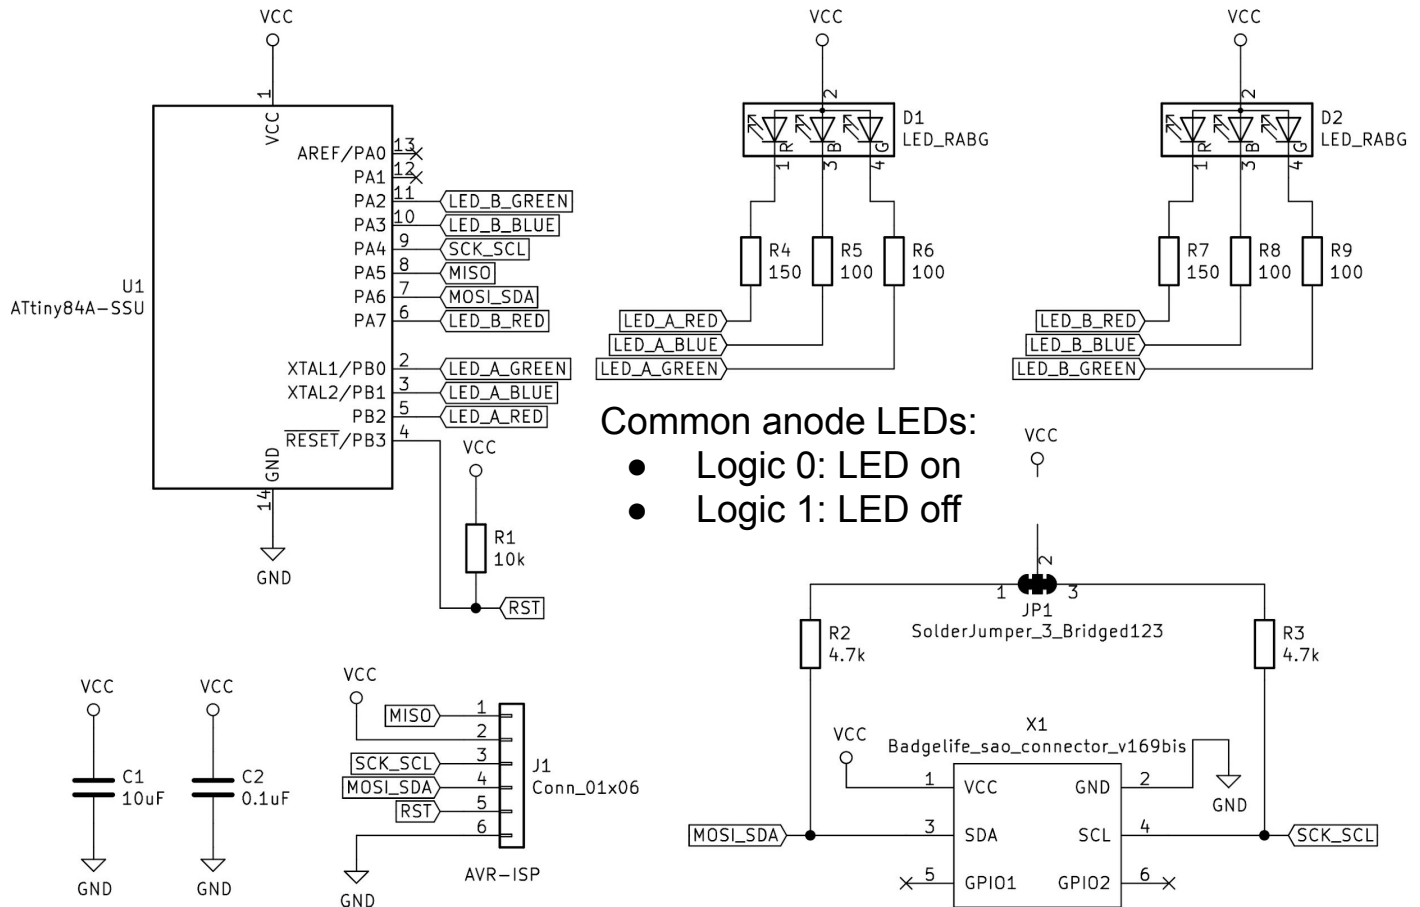 VCC
1
VCC
U1
ATtiny84A-SSU
AREF/PA0 13
PA1 12
PA2 11 LED_B_GREEN
PA3 10 LED_B_BLUE
PA4 9 SCK_SCL
PA5 8 MISO
PA6 7 MOSI_SDA
PA7 6 LED_B_RED
XTAL1/PB0 2 LED_A_GREEN
XTAL2/PB1 3 LED_A_BLUE
PB2 5 LED_A_RED
RESET/PB3 4
GND
14
GND
VCC
R1
10k
RST
VCC
2
D1
LED_RABG
R B G
1 3 4
R4
150
R5
100
R6
100
LED_A_RED
LED_A_BLUE
LED_A_GREEN
VCC
2
D2
LED_RABG
R B G
1 3 4
R7
150
R8
100
R9
100
LED_B_RED
LED_B_BLUE
LED_B_GREEN
Common anode LEDs:
● Logic 0: LED on
● Logic 1: LED off
VCC
2
1 3
JP1
SolderJumper_3_Bridged123
R2
4.7k
R3
4.7k
VCC
C1
10uF
GND
VCC
C2
0.1uF
GND
VCC
MISO 1
2
SCK_SCL 3
MOSI_SDA 4
RST 5
6
J1
Conn_01x06
GND
AVR-ISP
X1
Badgelife_sao_connector_v169bis
VCC
1 VCC GND 2
GND
MOSI_SDA 3 SDA SCL 4 SCK_SCL
5 GPIO1 GPIO2 6